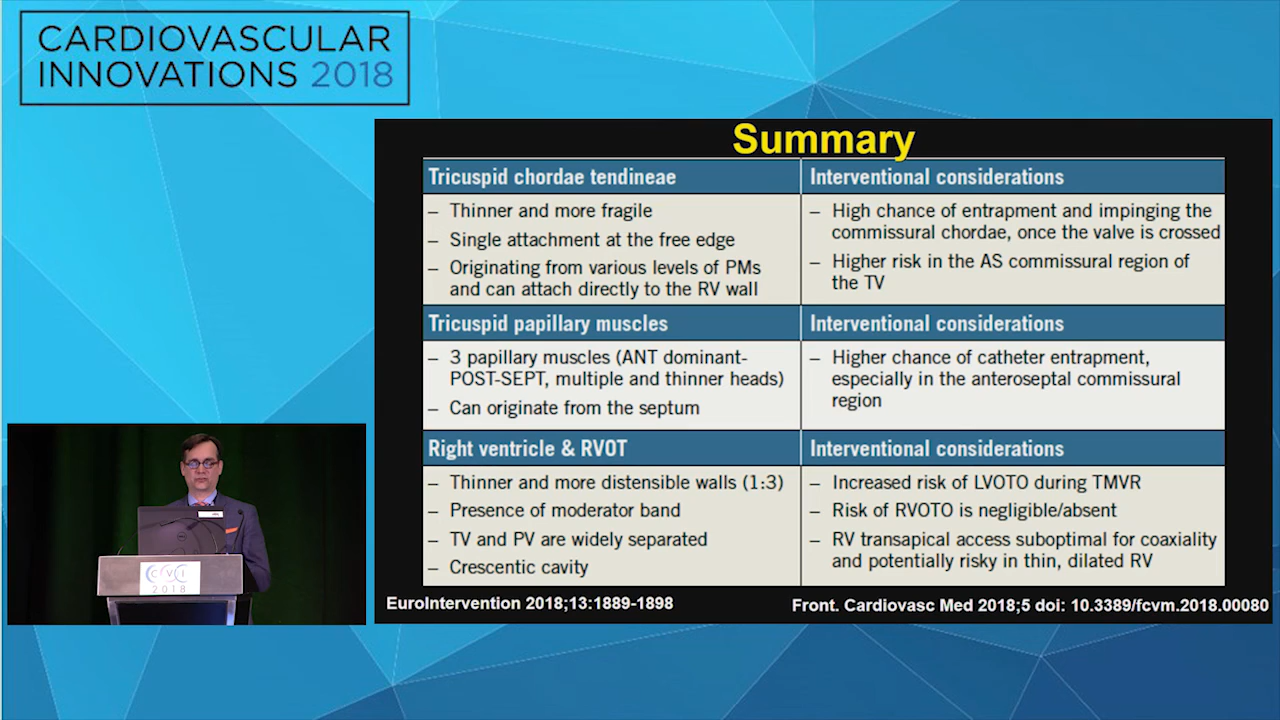 CARDIOVASCULAR
INNOVATIONS 2018
Summary
Tricuspid chordae tendineae
Interventional considerations
– Thinner and more fragile
– Single attachment at the free edge
– Originating from various levels of PMs
and can attach directly to the RV wall
– High chance of entrapment and impinging the
commissural chordae, once the valve is crossed
– Higher risk in the AS commissural region of
the TV
Tricuspid papillary muscles
Interventional considerations
– 3 papillary muscles (ANT dominant-
POST-SEPT, multiple and thinner heads)
– Can originate from the septum
– Higher chance of catheter entrapment,
especially in the anteroseptal commissural
region
Right ventricle & RVOT
Interventional considerations
– Thinner and more distensible walls (1:3)
– Presence of moderator band
– TV and PV are widely separated
– Crescentic cavity
– Increased risk of LVOTO during TMVR
– Risk of RVOTO is negligible/absent
– RV transapical access suboptimal for coaxiality
and potentially risky in thin, dilated RV
EuroIntervention 2018;13:1889-1898
Front. Cardiovasc Med 2018;5 doi: 10.3389/fcvm.2018.00080
CVI
2018